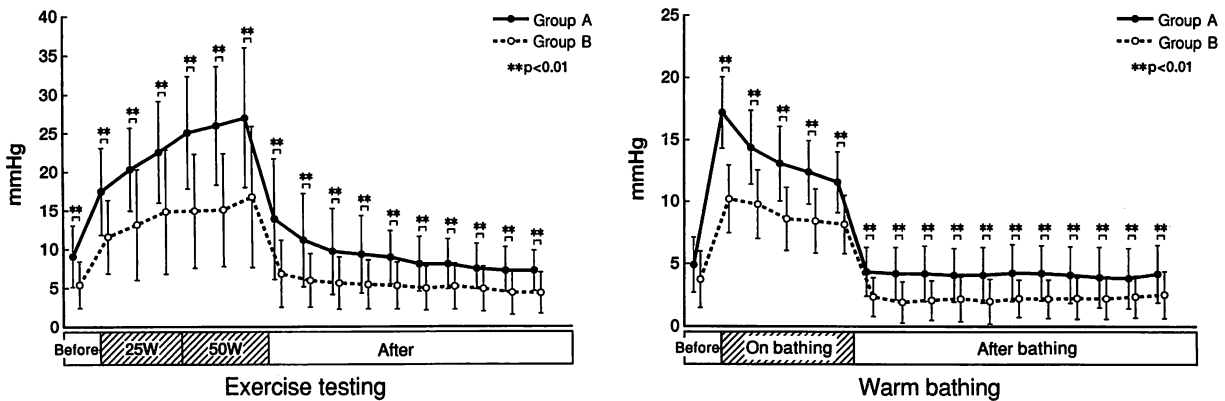 40
35
30
25
20
15
10
5
0
mmHg
Group A
Group B
**p<0.01
** ** ** ** ** ** ** ** ** ** ** ** ** ** ** ** **
Before 25W 50W After
Exercise testing
25
20
15
10
5
0
mmHg
Group A
Group B
**p<0.01
** ** ** ** ** ** ** ** ** ** ** ** ** ** ** **
Before On bathing After bathing
Warm bathing